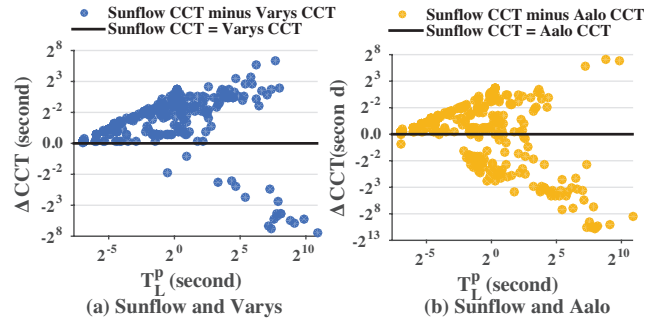 Sunflow CCT minus Varys CCT
Sunflow CCT = Varys CCT
2^8
2^3
2^-2
0.0
-2^-2
-2^3
-2^8
Δ CCT (second)
2^-5 2^0 2^5 2^10
T_L^p (second)
(a) Sunflow and Varys
Sunflow CCT minus Aalo CCT
Sunflow CCT = Aalo CCT
2^8
2^3
2^-2
0.0
-2^-2
-2^3
-2^8
-2^13
Δ CCT(secon d)
2^-5 2^0 2^5 2^10
T_L^p (second)
(b) Sunflow and Aalo